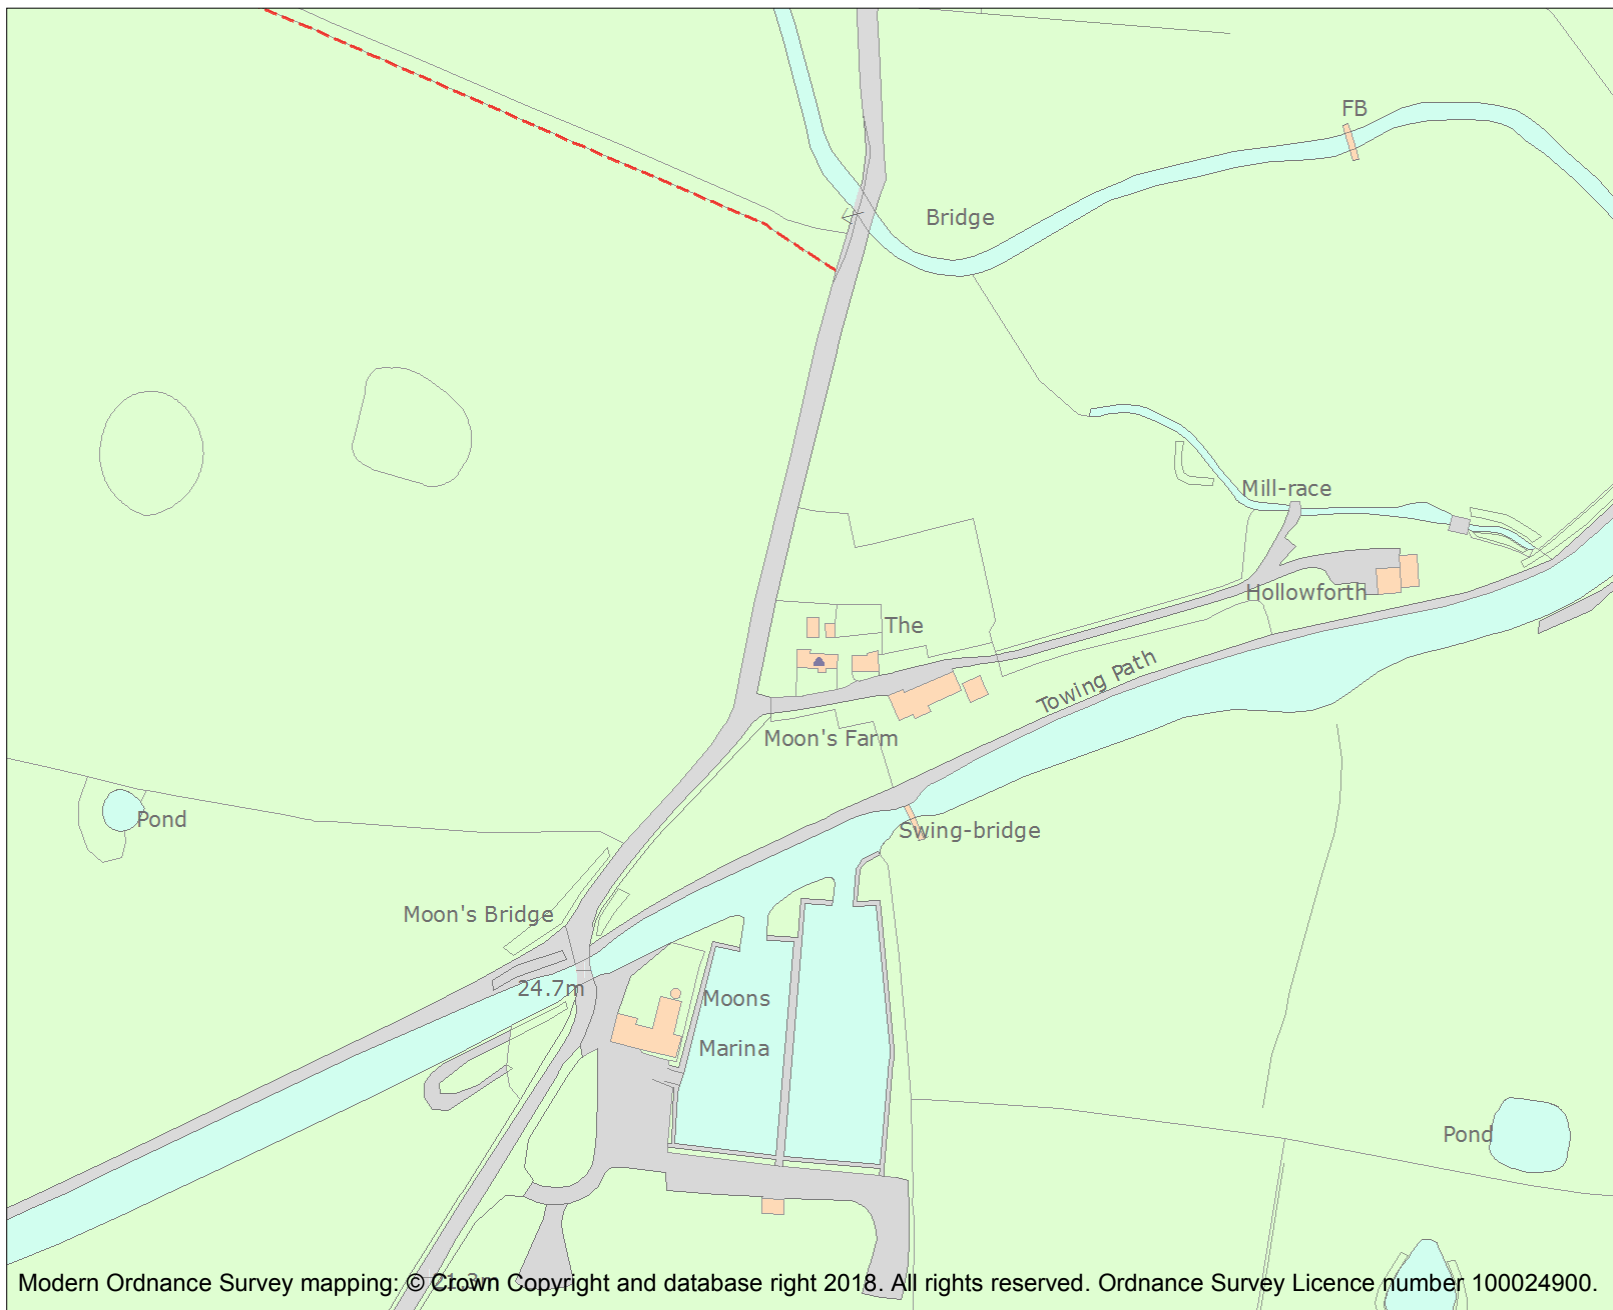 FB
Bridge
Mill-race
Hollowforth
The
Towing Path
Moon's Farm
Pond
Swing-bridge
Moon's Bridge
24.7m
Moons
Marina
Pond
Modern Ordnance Survey mapping: © Crown Copyright and database right 2018. All rights reserved. Ordnance Survey Licence number 100024900.